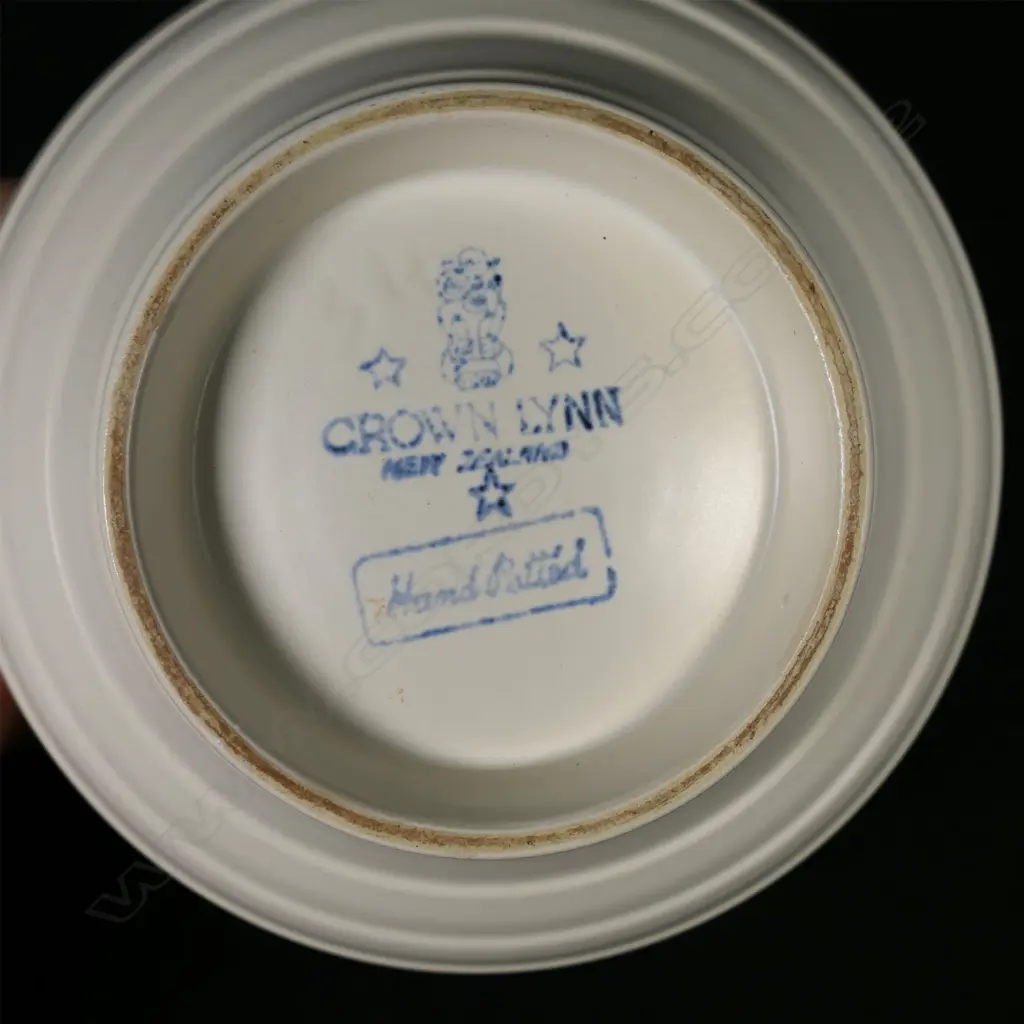 CROWN LYNN
NEW ZEALAND
Hand Potted